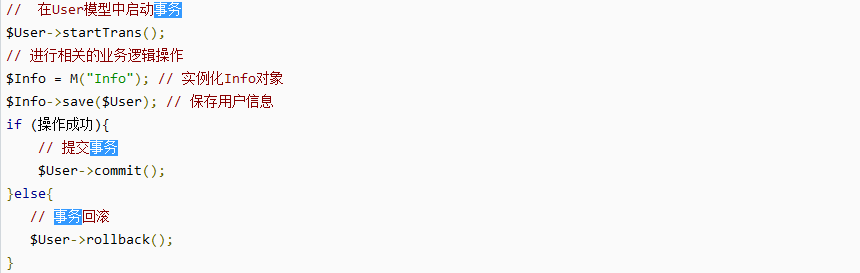 //  在User模型中启动事务
$User->startTrans();
// 进行相关的业务逻辑操作
$Info = M("Info"); // 实例化Info对象
$Info->save($User); // 保存用户信息
if (操作成功){
    // 提交事务
    $User->commit();
}else{
   // 事务回滚
   $User->rollback();
}